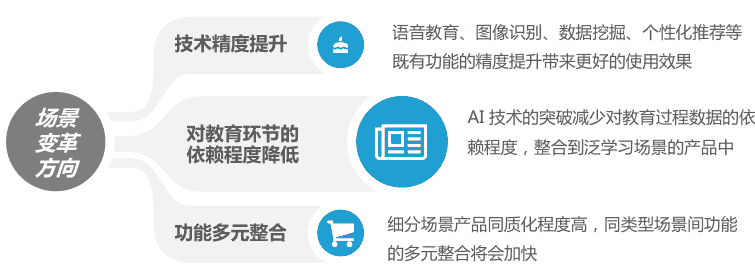 场景
变革
方向
技术精度提升
语音教育、图像识别、数据挖掘、个性化推荐等
既有功能的精度提升带来更好的使用效果
对教育环节的
依赖程度降低
AI 技术的突破减少对教育过程数据的依
赖程度，整合到泛学习场景的产品中
功能多元整合
细分场景产品同质化程度高，同类型场景间功能
的多元整合将会加快